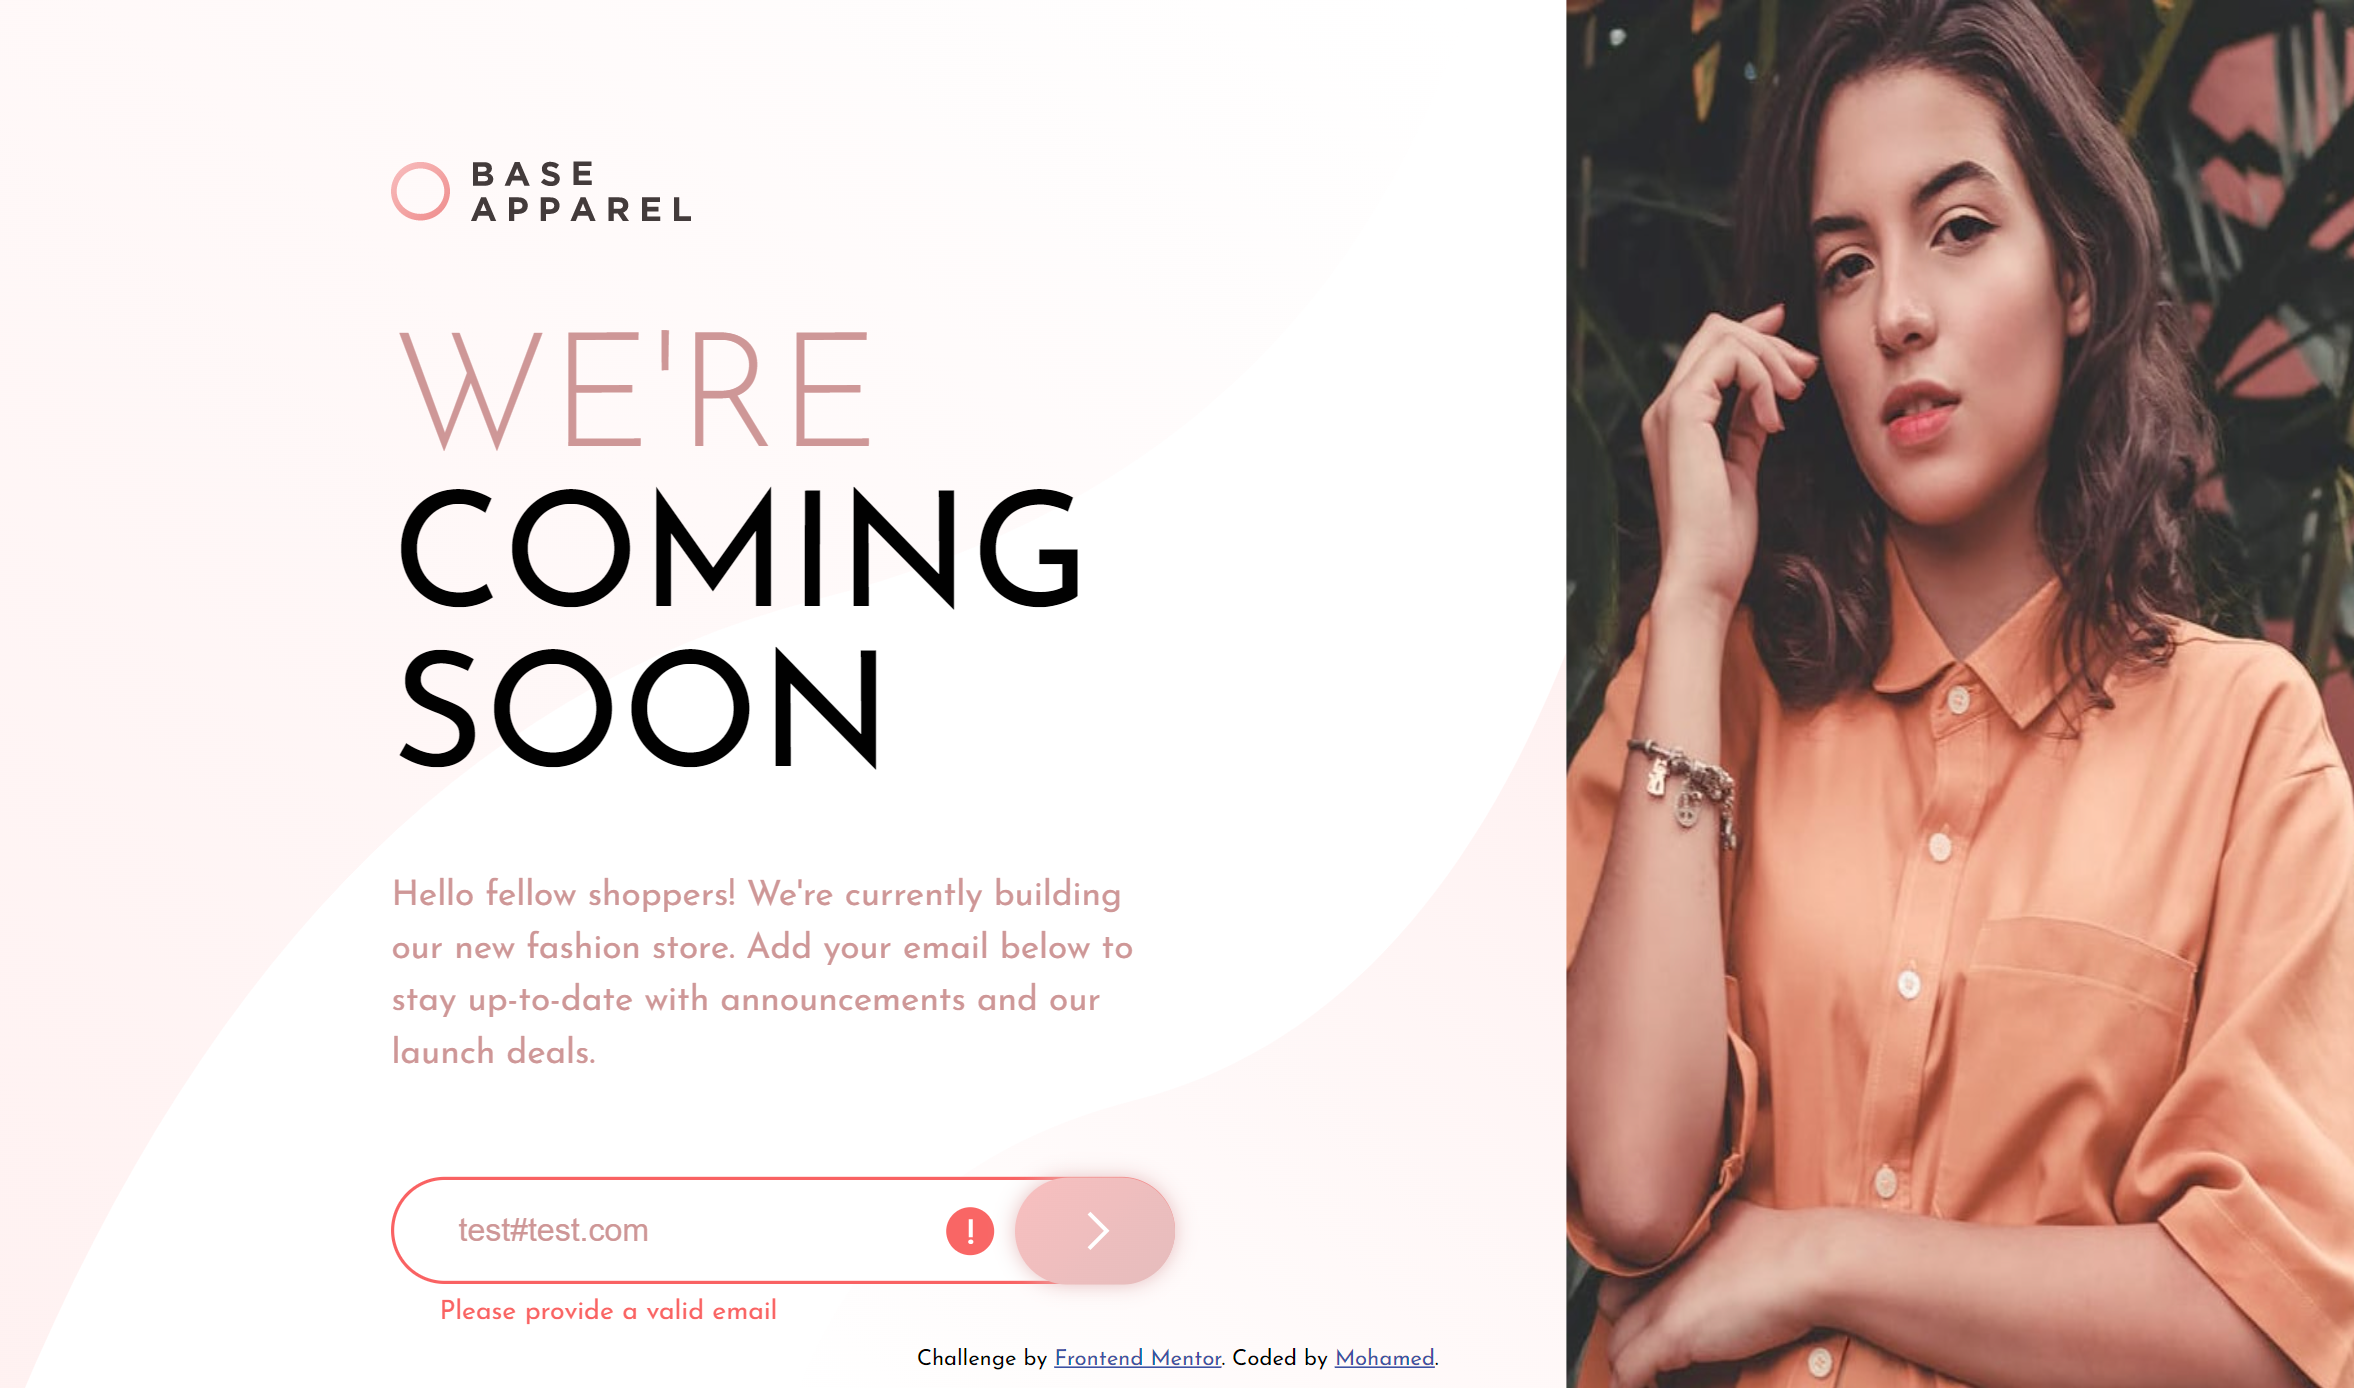 BASE
APPAREL
WE'RE
COMING
SOON
Hello fellow shoppers! We're currently building
our new fashion store. Add your email below to
stay up-to-date with announcements and our
launch deals.
test#test.com
!
Please provide a valid email
Challenge by Frontend Mentor. Coded by Mohamed.